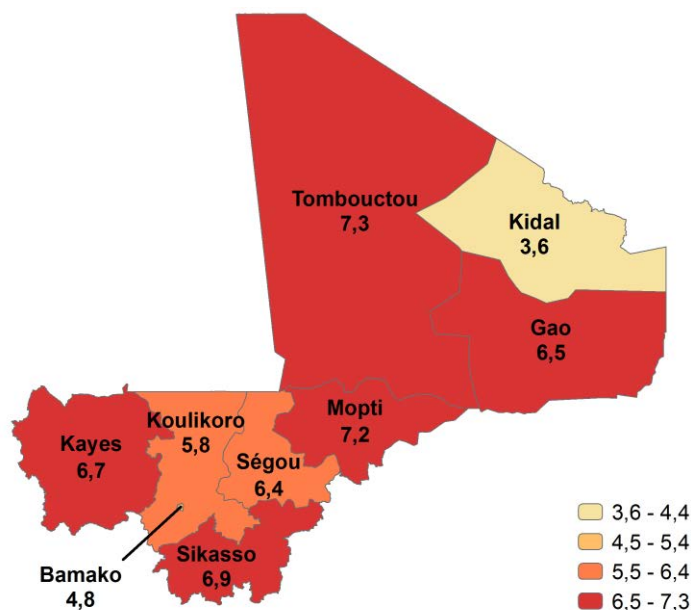 Tombouctou
7,3
Kidal
3,6
Gao
6,5
Mopti
7,2
Koulikoro
5,8
Kayes
6,7
Ségou
6,4
Sikasso
6,9
Bamako
4,8
3,6 - 4,4
4,5 - 5,4
5,5 - 6,4
6.5 - 7.3